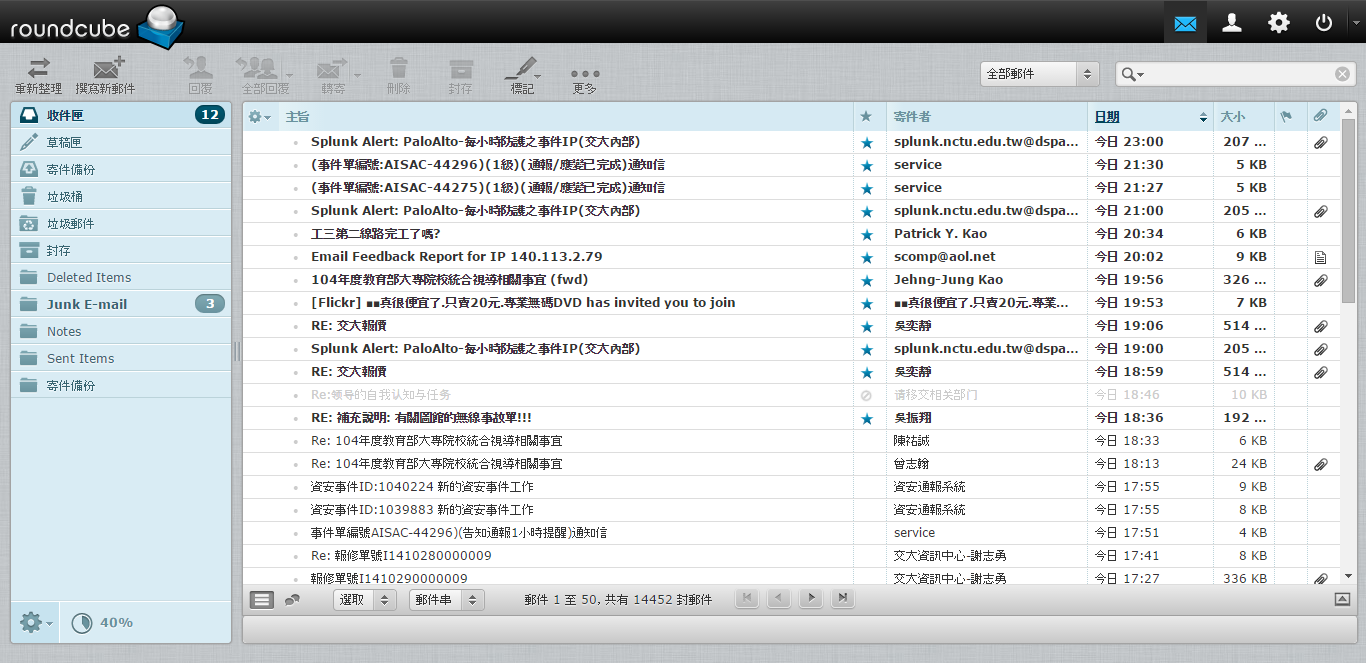 roundcube
重新整理 撰寫新郵件 回覆 全部回覆 轉寄 刪除 封存 標記 更多 全部郵件
收件匣 12
草稿匣
寄件備份
垃圾桶
垃圾郵件
封存
Deleted Items
Junk E-mail 3
Notes
Sent Items
寄件備份
40%
主旨 寄件者 日期 大小
Splunk Alert: PaloAlto-每小時防護之事件IP(交大內部) splunk.nctu.edu.tw@dspa... 今日 23:00 207 ...
(事件單編號:AISAC-44296)(1級)(通報/應變已完成)通知信 service 今日 21:30 5 KB
(事件單編號:AISAC-44275)(1級)(通報/應變已完成)通知信 service 今日 21:27 5 KB
Splunk Alert: PaloAlto-每小時防護之事件IP(交大內部) splunk.nctu.edu.tw@dspa... 今日 21:00 205 ...
工三第二線路完工了嗎? Patrick Y. Kao 今日 20:34 6 KB
Email Feedback Report for IP 140.113.2.79 scomp@aol.net 今日 20:02 9 KB
104年度教育部大專院校統合視導相關事宜 (fwd) Jehng-Jung Kao 今日 19:56 326 ...
[Flickr] ■■真很便宜了.只賣20元.專業無碼DVD has invited you to join ■■真很便宜了.只賣20元.專業... 今日 19:53 7 KB
RE: 交大報價 吳奕靜 今日 19:06 514 ...
Splunk Alert: PaloAlto-每小時防護之事件IP(交大內部) splunk.nctu.edu.tw@dspa... 今日 19:00 205 ...
RE: 交大報價 吳奕靜 今日 18:59 514 ...
Re:领导的自我认知与任务 请移交相关部门 今日 18:46 10 KB
RE: 補充說明: 有關圖館的無線事故單!!! 吳振翔 今日 18:36 192 ...
Re: 104年度教育部大專院校統合視導相關事宜 陳祐誠 今日 18:33 6 KB
Re: 104年度教育部大專院校統合視導相關事宜 曾志翰 今日 18:13 24 KB
資安事件ID:1040224 新的資安事件工作 資安通報系統 今日 17:55 9 KB
資安事件ID:1039883 新的資安事件工作 資安通報系統 今日 17:55 8 KB
事件單編號AISAC-44296)(告知通報1小時提醒)通知信 service 今日 17:51 4 KB
Re: 報修單號I1410280000009 交大資訊中心-謝志勇 今日 17:41 8 KB
報修單號I1410290000009 交大資訊中心-謝志勇 今日 17:27 336 KB
選取 郵件串 郵件 1 至 50, 共有 14452 封郵件